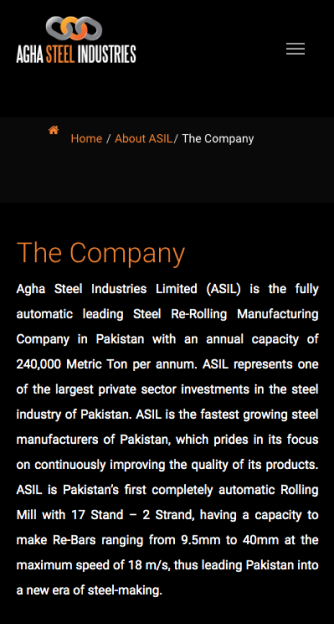 AGHA STEEL INDUSTRIES
Home / About ASIL/ The Company
The Company
Agha Steel Industries Limited (ASIL) is the fully
automatic leading Steel Re-Rolling Manufacturing
Company in Pakistan with an annual capacity of
240,000 Metric Ton per annum. ASIL represents one
of the largest private sector investments in the steel
industry of Pakistan. ASIL is the fastest growing steel
manufacturers of Pakistan, which prides in its focus
on continuously improving the quality of its products.
ASIL is Pakistan's first completely automatic Rolling
Mill with 17 Stand – 2 Strand, having a capacity to
make Re-Bars ranging from 9.5mm to 40mm at the
maximum speed of 18 m/s, thus leading Pakistan into
a new era of steel-making.